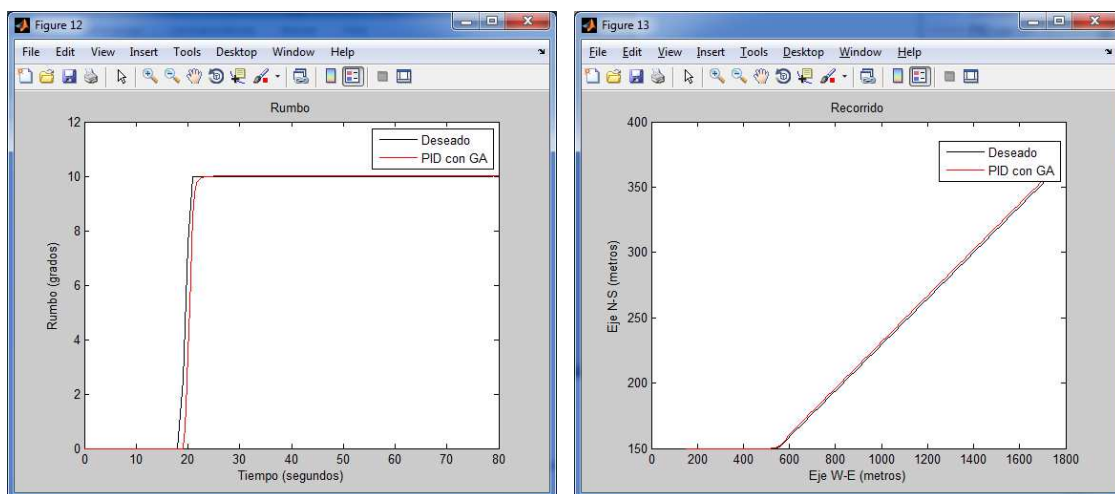 Figure 12
File Edit View Insert Tools Desktop Window Help
Rumbo
12
10
8
6
4
2
0
Rumbo (grados)
0 10 20 30 40 50 60 70 80
Tiempo (segundos)
Deseado
PID con GA
Figure 13
File Edit View Insert Tools Desktop Window Help
Recorrido
400
350
300
250
200
150
Eje N-S (metros)
0 200 400 600 800 1000 1200 1400 1600 1800
Eje W-E (metros)
Deseado
PID con GA